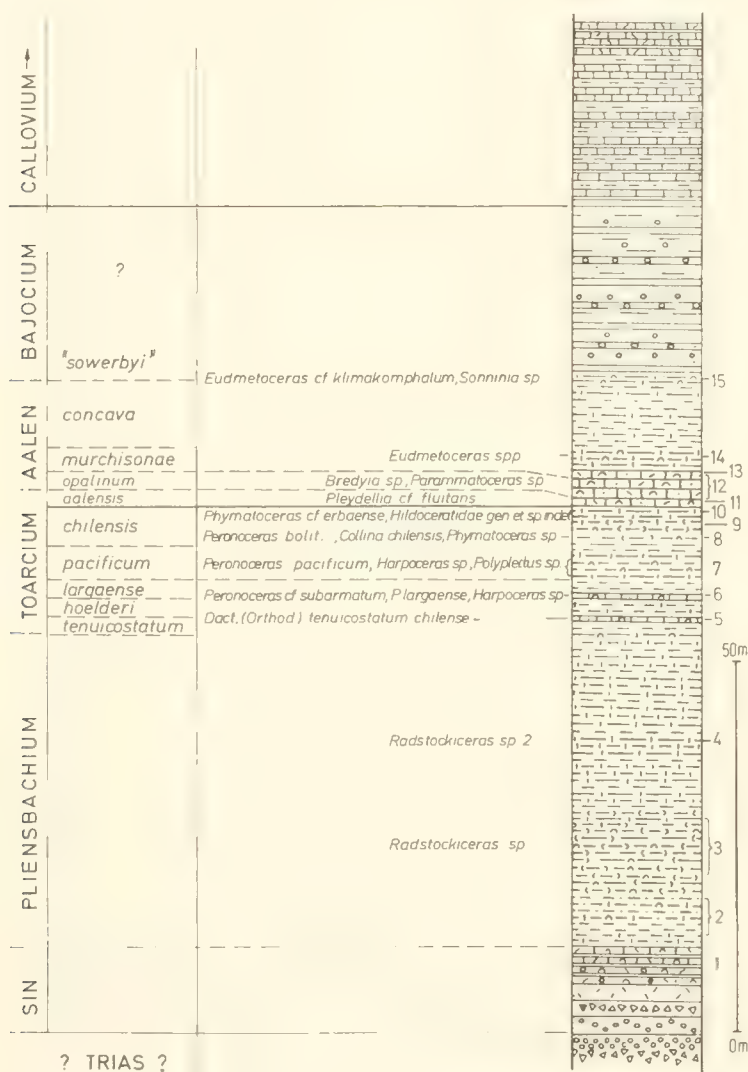 CALLOVIUM →
BAJOCIUM
?
"sowerbyi"
Eudmetoceras cf klimakomphalum, Sonninia sp
15
AALEN
concava
murchisonae
Eudmetoceras spp
14
13
opalinum
Bredyia sp, Parammatoceras sp
12
aalensis
Pleydellia cf fluitans
11
TOARCIUM
chilensis
Phymatoceras cf erbaense, Hildoceratidae gen et sp indet
10
9
Peronoceras bolit. , Collina chilensis, Phymatoceras sp
8
pacificum
Peronoceras pacificum, Harpoceras sp, Polyplectus sp
7
largaense
Peronoceras cf subarmatum, P largaense, Harpoceras sp
6
hoelderi
Dact. (Orthod) tenuicostatum chilense
5
tenuicostatum
50m
PLIENSBACHIUM
Radstockiceras sp 2
4
Radstockiceras sp
3
2
SIN
1
0m
? TRIAS ?